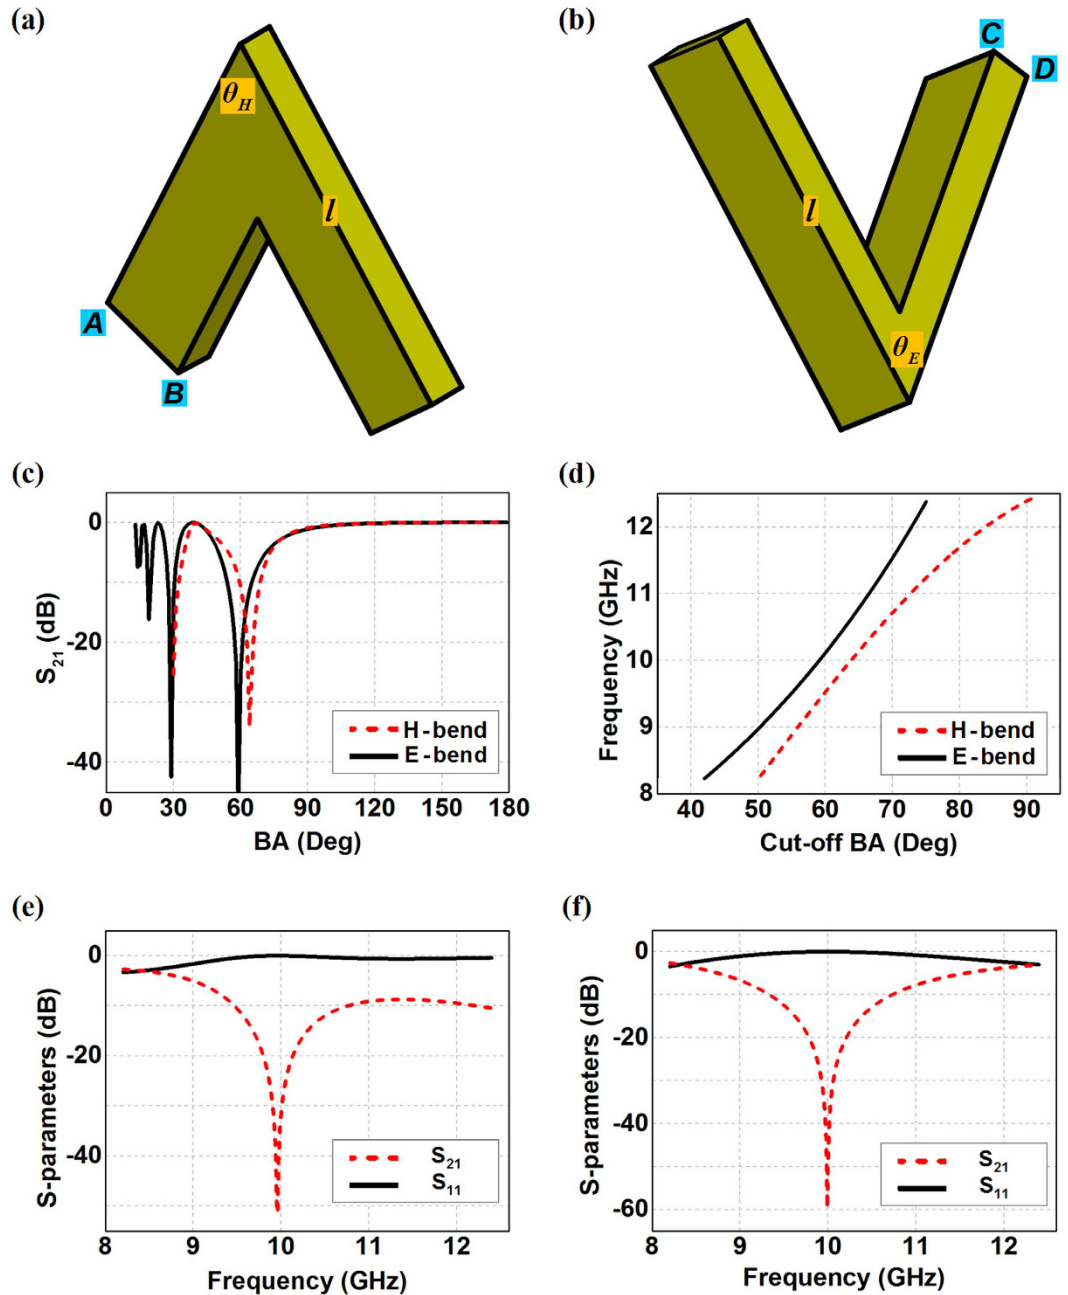 (a)
θH
l
A
B
(b)
C
D
l
θE
(c)
S21 (dB)
0
-20
-40
H-bend
E-bend
0 30 60 90 120 150 180
BA (Deg)
(d)
Frequency (GHz)
12
11
10
9
8
H-bend
E-bend
40 50 60 70 80 90
Cut-off BA (Deg)
(e)
S-parameters (dB)
0
-20
-40
S21
S11
8 9 10 11 12
Frequency (GHz)
(f)
S-parameters (dB)
0
-20
-40
-60
S21
S11
8 9 10 11 12
Frequency (GHz)